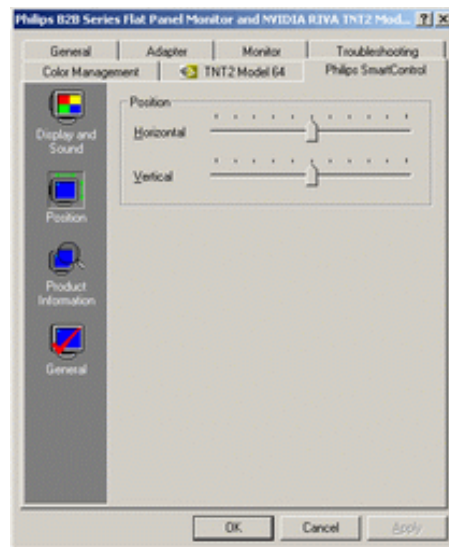 Philips B2B Series Flat Panel Monitor and NVIDIA RIVA TNT2 Mod...
General Adapter Monitor Troubleshooting
Color Management TNT2 Model 64 Philips SmartControl
Display and
Sound
Position
Product
Information
General
Position
Horizontal
Vertical
OK Cancel Apply